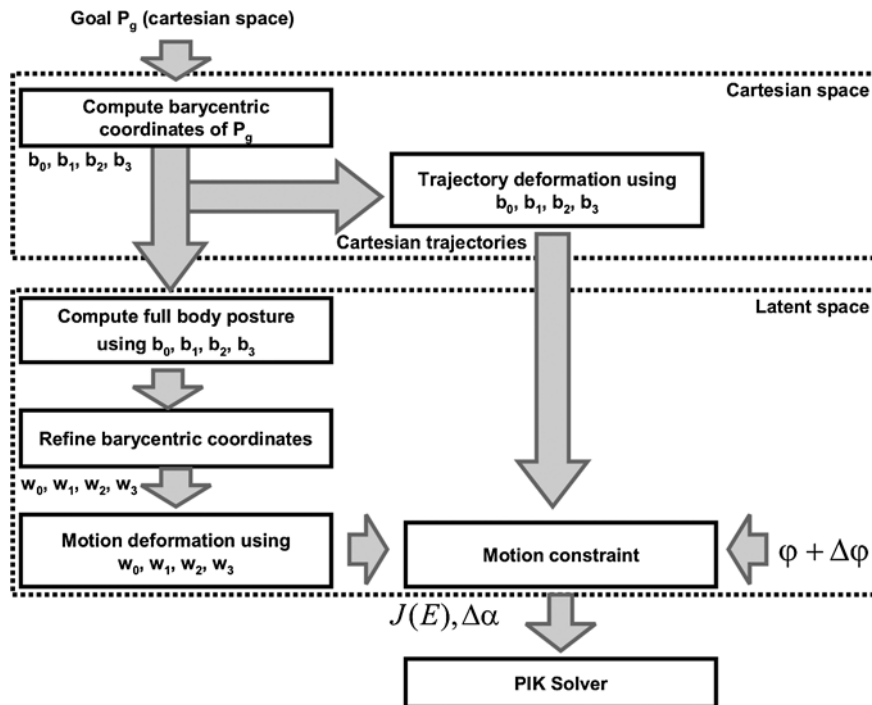 Goal P_g (cartesian space)
Cartesian space
Compute barycentric
coordinates of P_g
b_0, b_1, b_2, b_3
Trajectory deformation using
b_0, b_1, b_2, b_3
Cartesian trajectories
Latent space
Compute full body posture
using b_0, b_1, b_2, b_3
Refine barycentric coordinates
w_0, w_1, w_2, w_3
Motion deformation using
w_0, w_1, w_2, w_3
Motion constraint
φ + Δφ
J(E), Δα
PIK Solver